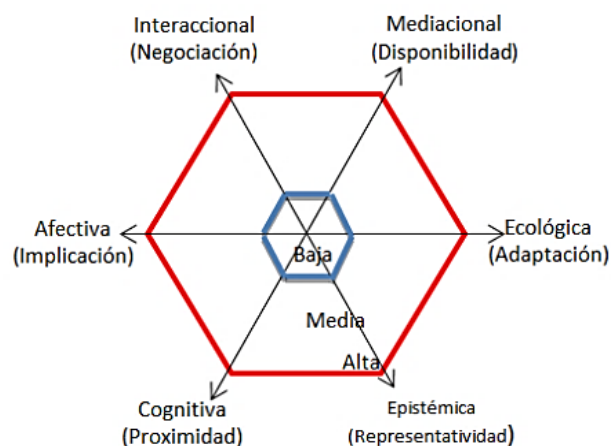 Interaccional
(Negociación)
Mediacional
(Disponibilidad)
Afectiva
(Implicación)
Ecológica
(Adaptación)
Baja
Media
Alta
Cognitiva
(Proximidad)
Epistémica
(Representatividad)